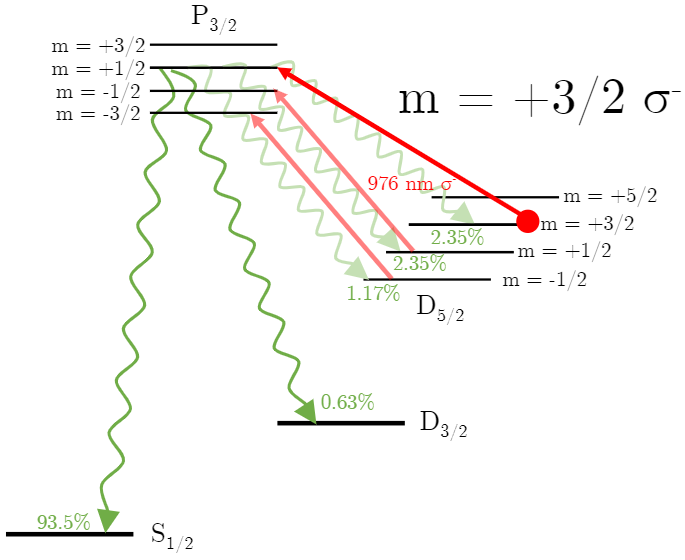 P3/2
m = +3/2
m = +1/2
m = -1/2
m = -3/2
m = +3/2 σ-
976 nm σ-
m = +5/2
m = +3/2
2.35%
m = +1/2
2.35%
m = -1/2
1.17%
D5/2
0.63%
D3/2
93.5%
S1/2